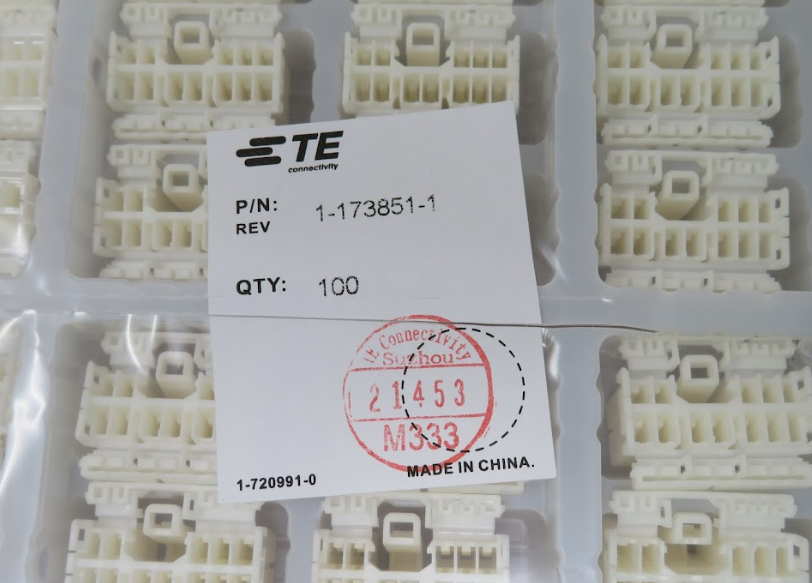 TE
connectivity
P/N: 1-173851-1
REV
QTY: 100
TE Connectivity
Suzhou
21453
M333
MADE IN CHINA.
1-720991-0